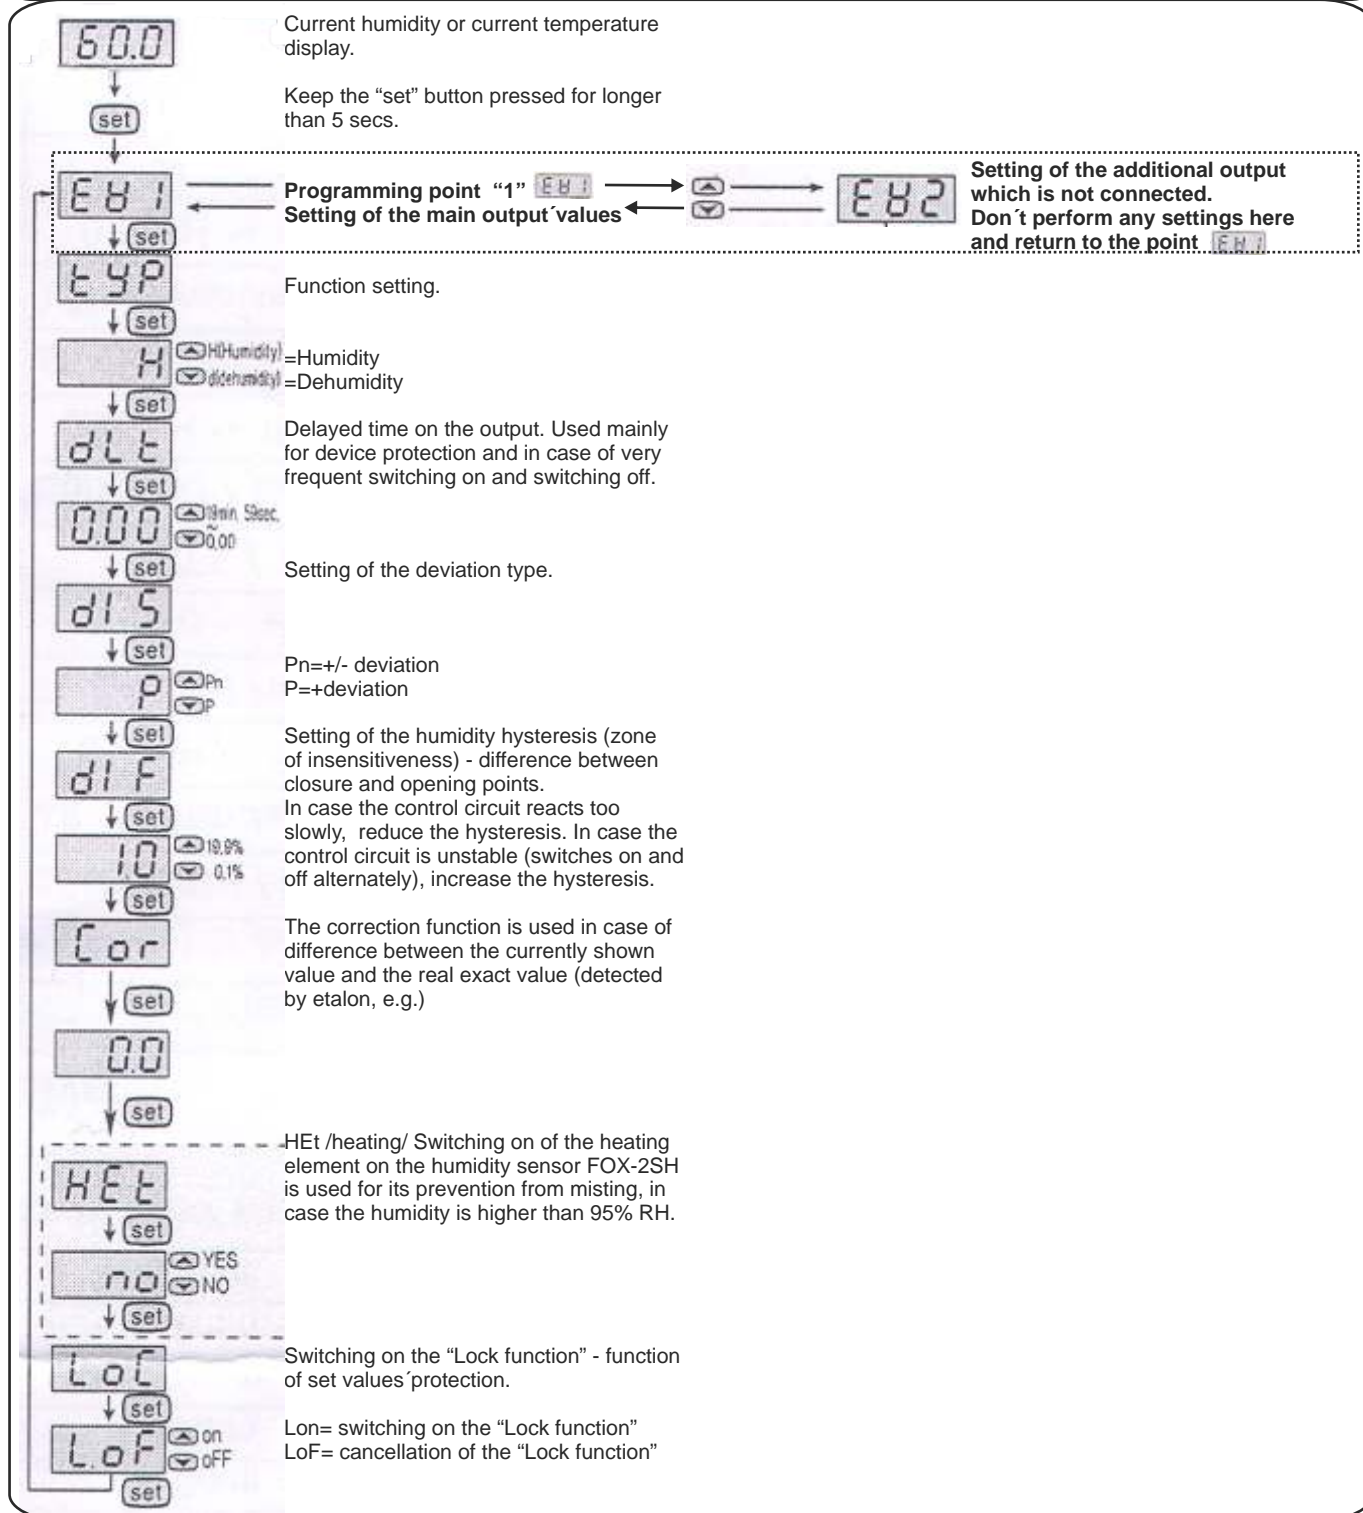 60.0
Current humidity or current temperature
display.
Keep the “set” button pressed for longer
than 5 secs.
set
EH1
Programming point “1” EH1
Setting of the main output´values
EH2
Setting of the additional output
which is not connected.
Don´t perform any settings here
and return to the point EH1
set
tYP
Function setting.
set
H
H(Humidity)
=Humidity
d(dehumidity)
=Dehumidity
set
dLt
Delayed time on the output. Used mainly
for device protection and in case of very
frequent switching on and switching off.
set
0.00
19min, 59sec.
~
0.00
set
Setting of the deviation type.
dIS
set
Pn=+/- deviation
P=+deviation
P
Pn
P
set
Setting of the humidity hysteresis (zone
of insensitiveness) - difference between
closure and opening points.
In case the control circuit reacts too
slowly, reduce the hysteresis. In case the
control circuit is unstable (switches on and
off alternately), increase the hysteresis.
dIF
set
1.0
19.9%
0.1%
set
Cor
The correction function is used in case of
difference between the currently shown
value and the real exact value (detected
by etalon, e.g.)
set
0.0
set
HEt /heating/ Switching on of the heating
element on the humidity sensor FOX-2SH
is used for its prevention from misting, in
case the humidity is higher than 95% RH.
HEt
set
no
YES
NO
set
LoC
Switching on the “Lock function” - function
of set values´protection.
set
Lon= switching on the “Lock function”
LoF= cancellation of the “Lock function”
L.oF
on
oFF
set